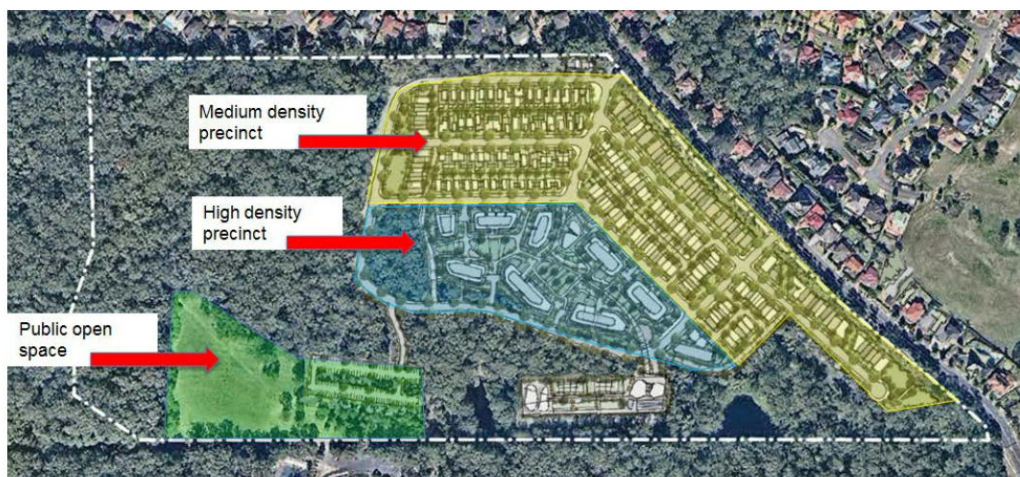 Medium density
precinct
High density
precinct
Public open
space